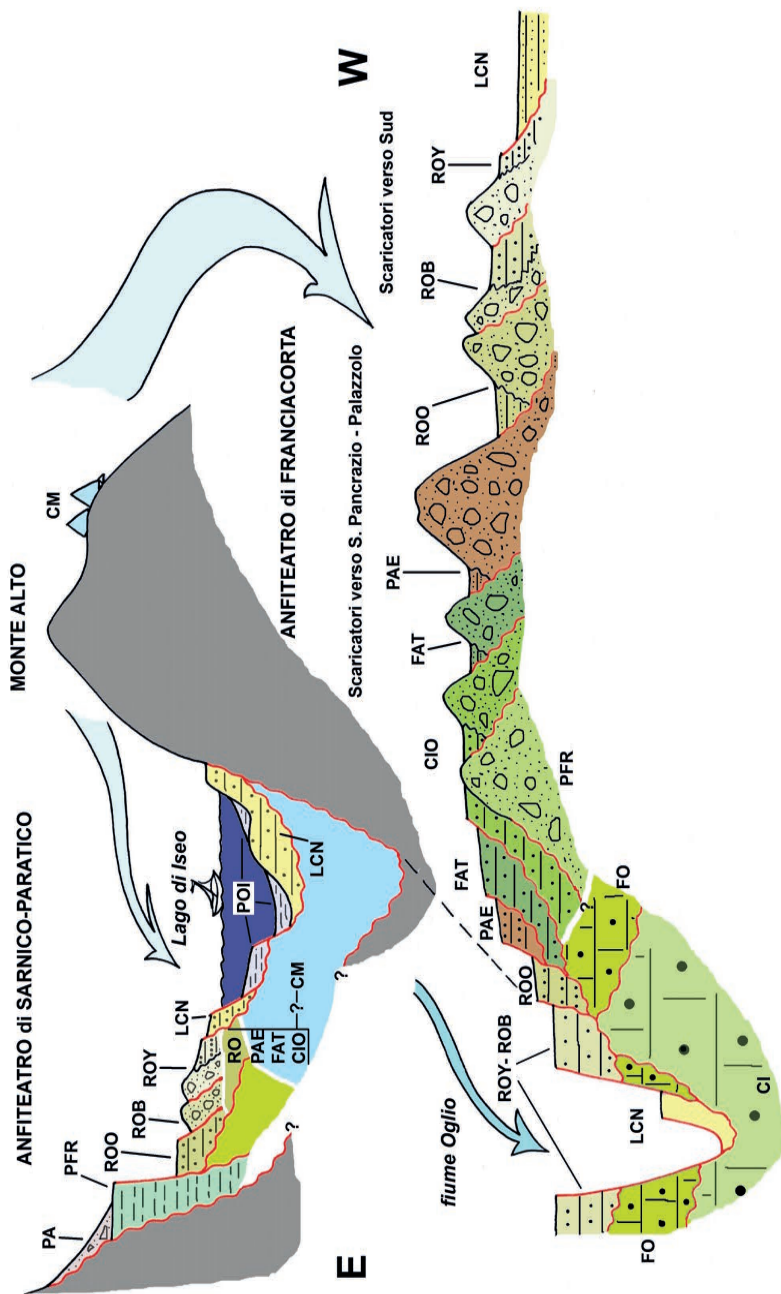 ANFITEATRO di SARNICO-PARATICO
MONTE ALTO
PA
PFR
ROO
ROB
ROY
LCN
Lago di Iseo
POI
CM
LCN
RO
PAE
FAT
CIO
?
CM
?
?
ANFITEATRO di FRANCIACORTA
E
W
Scaricatori verso S. Pancrazio - Palazzolo
Scaricatori verso Sud
fiume Oglio
ROY- ROB
ROO
PAE
FAT
CIO
FAT
PAE
ROO
ROB
ROY
LCN
PFR
?
FO
LCN
FO
CI